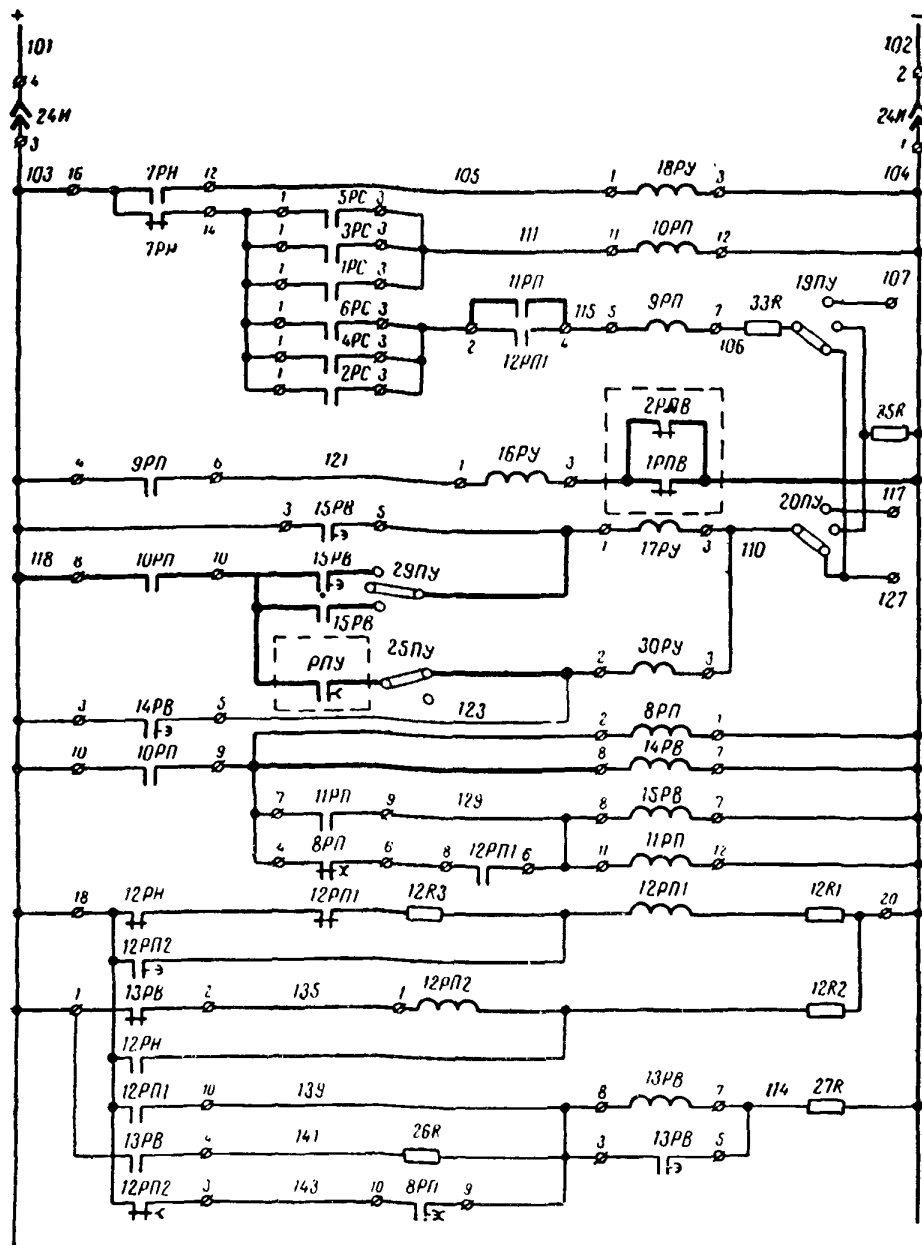 + −
101 102
4 2
24И 24И
3 1
103 16 7РН 12 105 1 18РУ 3 104
14 1 5РС 3
7РН
1 3РС 3 111 11 10РП 12
1 1РС 3 11РП 19ПУ 107
1 6РС 3 115 5 9РП 7 33R
2 4 106
1 4РС 3 12РП1
1 2РС 3
2РПВ 35R
4 9РП 6 121 1 16РУ 3 1РПВ
3 15РВ 5 20ПУ 117
э 1 17РУ 3 110
118 8 10РП 10 15РВ 29ПУ
э 127
15РВ
РПУ 25ПУ 2 30РУ 3
3 14РВ 5 123
э 2 8РП 1
10 10РП 9 8 14РВ 7
7 11РП 9 129 8 15РВ 7
4 8РП 6 8 12РП1 6 11 11РП 12
х
18 12РН 12РП1 12R3 12РП1 12R1 20
12РП2
э
1 13РВ 2 135 1 12РП2 12R2
12РН
12РП1 10 139 8 13РВ 7 114 27R
13РВ 4 141 26R 3 13РВ 5
э
12РП2 3 143 10 8РП 9
х